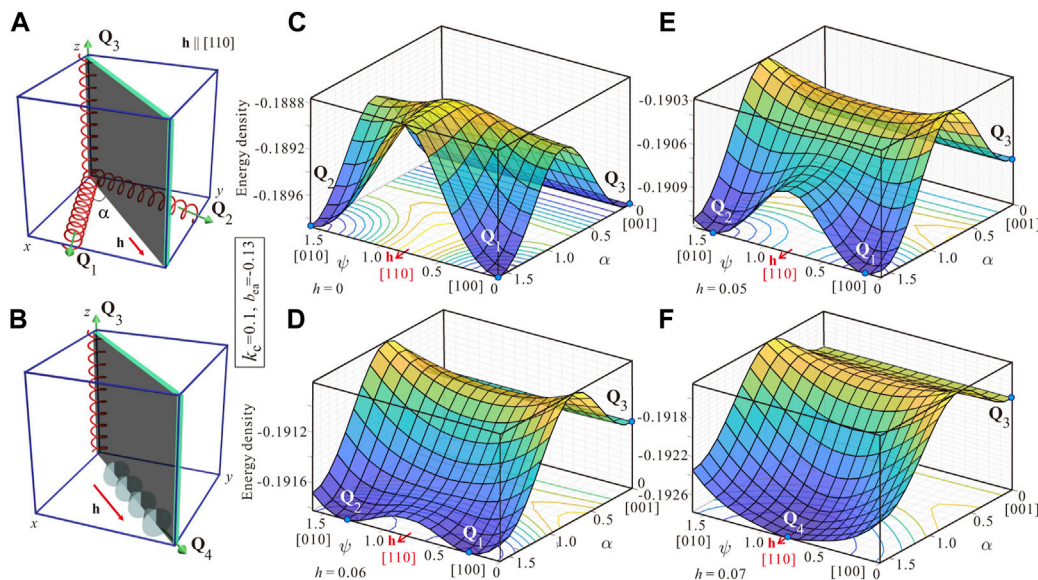 A
Q₃
z
h || [110]
y
α
Q₂
x
h
Q₁
B
Q₃
z
y
x
h
Q₄
k_c=0.1, b_ea=-0.13
C
-0.1888
-0.1892
-0.1896
Energy density
Q₂
Q₁
Q₃
1.5
[010]
ψ
1.0
h
[110]
0.5
[100]
0
1.5
1.0
α
0.5
0
[001]
h = 0
D
-0.1912
-0.1916
Energy density
Q₂
Q₁
Q₃
1.5
[010]
ψ
1.0
h
[110]
0.5
[100]
0
1.5
1.0
α
0.5
0
[001]
h = 0.06
E
-0.1903
-0.1906
-0.1909
Q₂
Q₁
Q₃
1.5
[010]
ψ
1.0
h
[110]
0.5
[100]
0
1.5
1.0
α
0.5
0
[001]
h = 0.05
F
-0.1918
-0.1922
-0.1926
Q₄
Q₃
1.5
[010]
ψ
1.0
h
[110]
0.5
[100]
0
1.5
1.0
α
0.5
0
[001]
h = 0.07